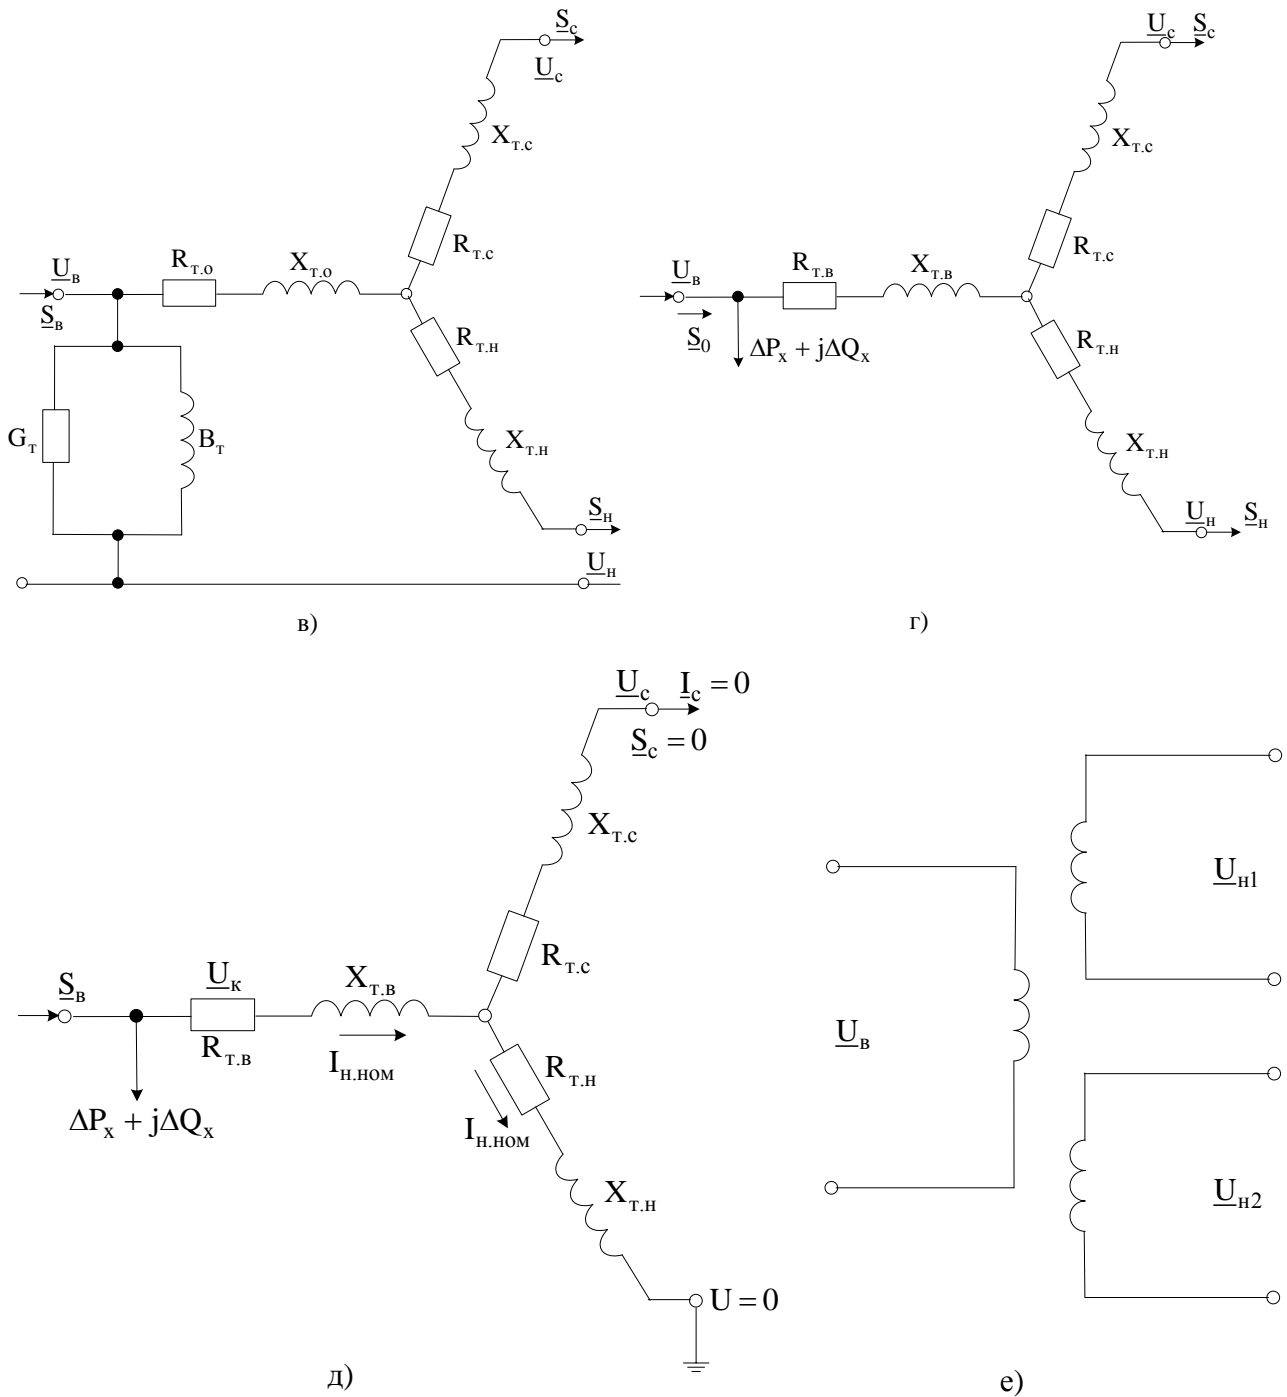 S_c
U_c
X_т.с
R_т.с
U_в
S_в
R_т.о
X_т.о
R_т.н
X_т.н
G_т
B_т
S_н
U_н
в)
U_c
S_c
X_т.с
R_т.с
U_в
S_0
R_т.в
X_т.в
ΔP_x + jΔQ_x
R_т.н
X_т.н
U_н
S_н
г)
U_c
I_c = 0
S_c = 0
X_т.с
R_т.с
S_в
U_к
X_т.в
R_т.в
I_н.ном
R_т.н
I_н.ном
ΔP_x + jΔQ_x
X_т.н
U = 0
д)
U_в
U_н1
U_н2
е)